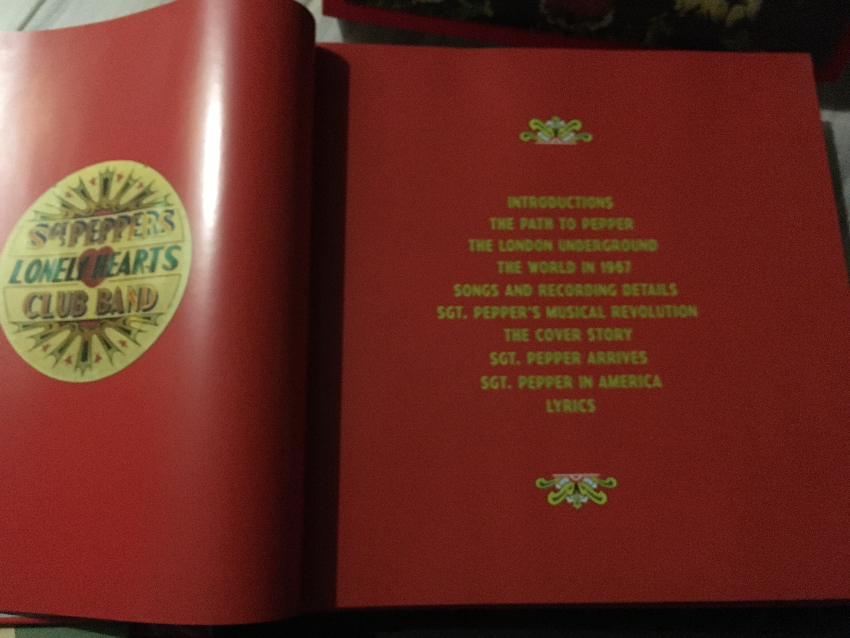 SGT. PEPPERS
LONELY HEARTS
CLUB BAND
INTRODUCTIONS
THE PATH TO PEPPER
THE LONDON UNDERGROUND
THE WORLD IN 1967
SONGS AND RECORDING DETAILS
SGT. PEPPER'S MUSICAL REVOLUTION
THE COVER STORY
SGT. PEPPER ARRIVES
SGT. PEPPER IN AMERICA
LYRICS